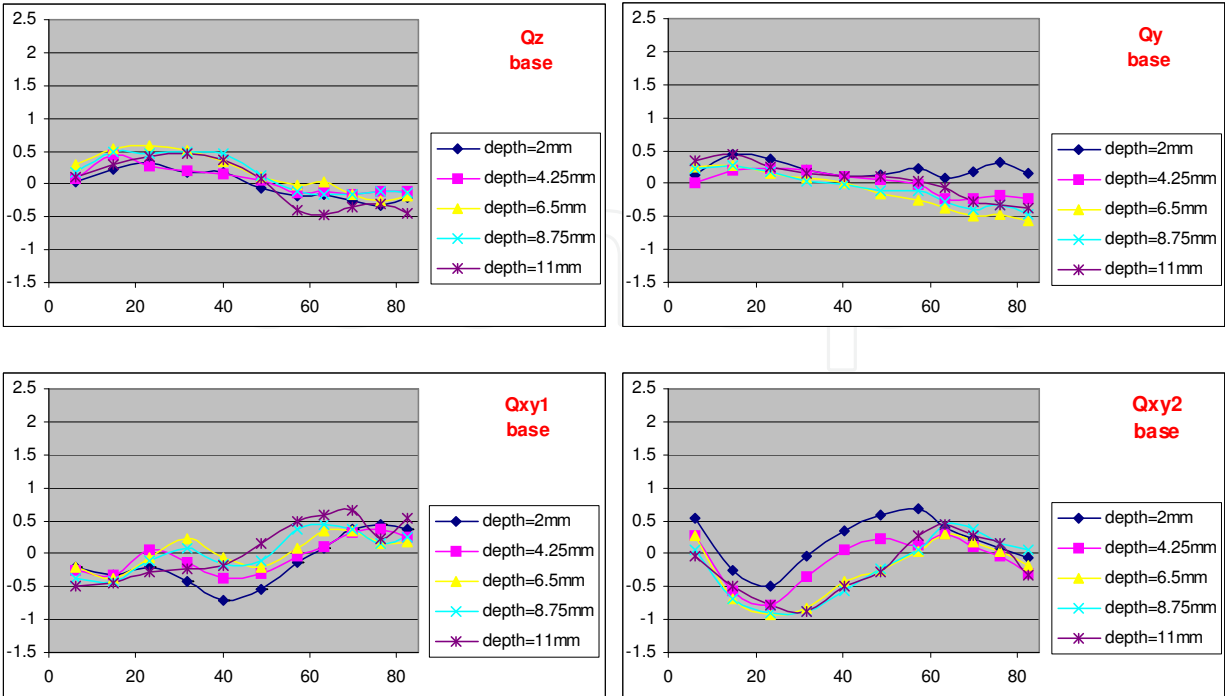 Qz
base
2.5
2
1.5
1
0.5
0
-0.5
-1
-1.5
0 20 40 60 80
depth=2mm
depth=4.25mm
depth=6.5mm
depth=8.75mm
depth=11mm
Qy
base
2.5
2
1.5
1
0.5
0
-0.5
-1
-1.5
0 20 40 60 80
depth=2mm
depth=4.25mm
depth=6.5mm
depth=8.75mm
depth=11mm
Qxy1
base
2.5
2
1.5
1
0.5
0
-0.5
-1
-1.5
0 20 40 60 80
depth=2mm
depth=4.25mm
depth=6.5mm
depth=8.75mm
depth=11mm
Qxy2
base
2.5
2
1.5
1
0.5
0
-0.5
-1
-1.5
0 20 40 60 80
depth=2mm
depth=4.25mm
depth=6.5mm
depth=8.75mm
depth=11mm